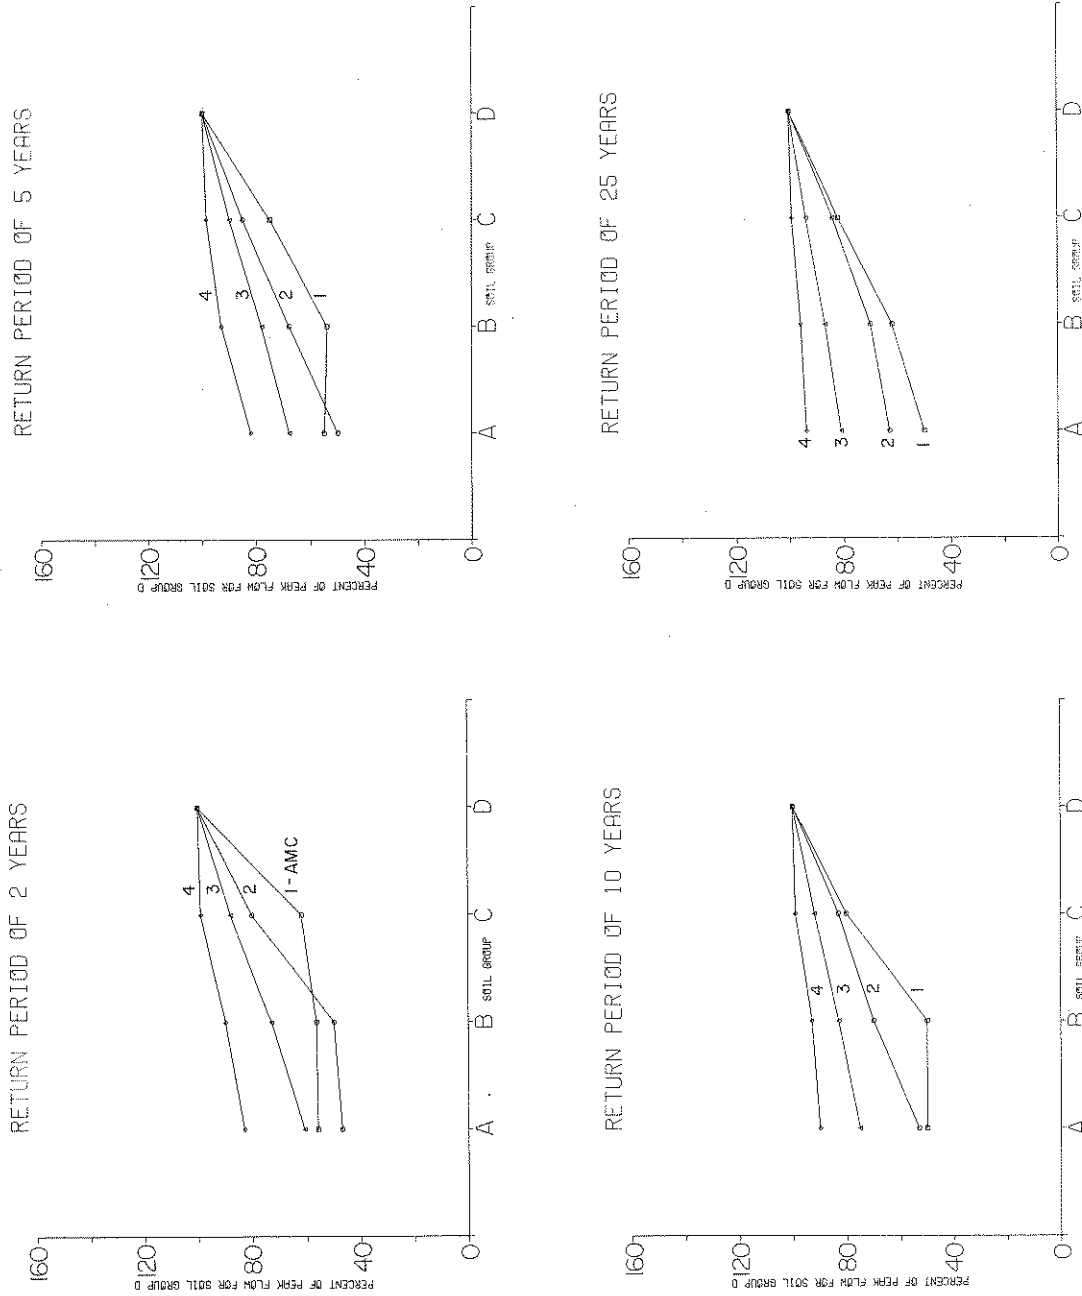 RETURN PERIOD OF 2 YEARS
160
120
80
40
0
PERCENT OF PEAK FLOW FOR SOIL GROUP D
A
B
C
D
SOIL GROUP
4
3
2
1-AMC
RETURN PERIOD OF 5 YEARS
160
120
80
40
0
PERCENT OF PEAK FLOW FOR SOIL GROUP D
A
B
C
D
SOIL GROUP
4
3
2
1
RETURN PERIOD OF 10 YEARS
160
120
80
40
0
PERCENT OF PEAK FLOW FOR SOIL GROUP D
A
B
C
D
SOIL GROUP
4
3
2
1
RETURN PERIOD OF 25 YEARS
160
120
80
40
0
PERCENT OF PEAK FLOW FOR SOIL GROUP D
A
B
C
D
SOIL GROUP
4
3
2
1